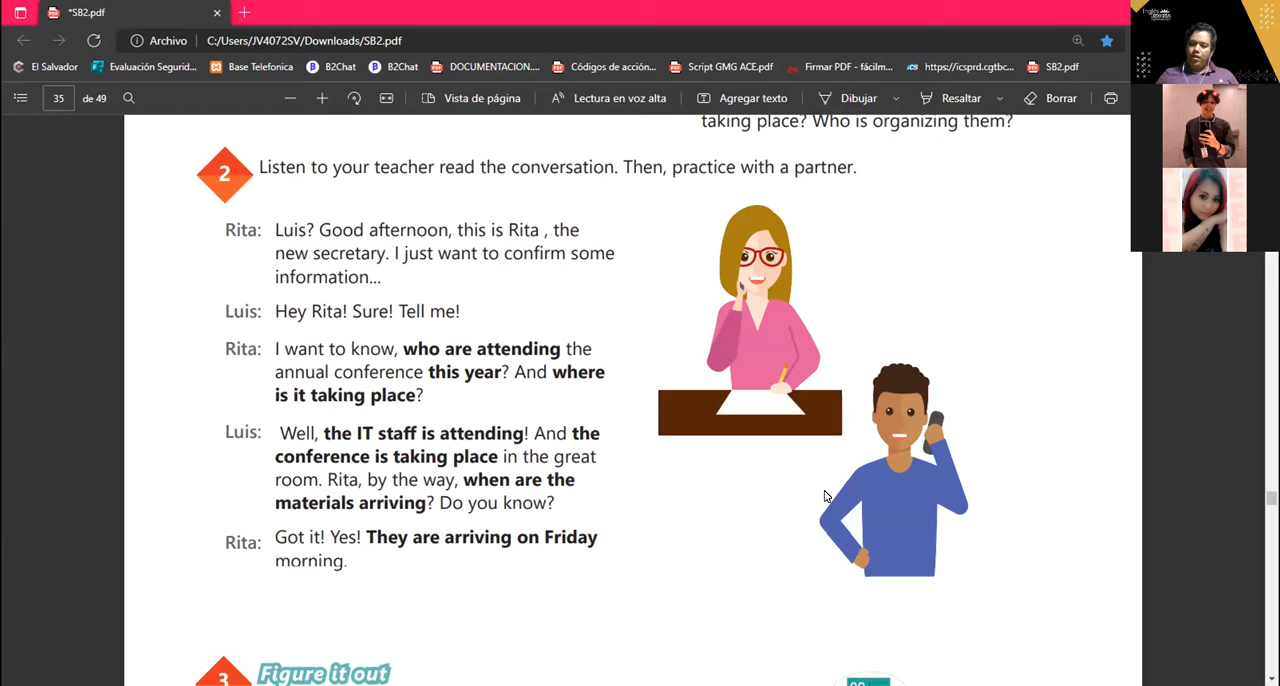 *SB2.pdf
Archivo
C:/Users/JV4072SV/Downloads/SB2.pdf
El Salvador
Evaluación Segurid...
Base Telefonica
B2Chat
B2Chat
DOCUMENTACION....
Códigos de acción...
Script GMG ACE.pdf
Firmar PDF - fácilm...
https://icsprd.cgtbc...
SB2.pdf
35 de 49
Vista de página
Lectura en voz alta
Agregar texto
Dibujar
Resaltar
Borrar
taking place? Who is organizing them?
2 Listen to your teacher read the conversation. Then, practice with a partner.
Rita: Luis? Good afternoon, this is Rita , the
new secretary. I just want to confirm some
information...
Luis: Hey Rita! Sure! Tell me!
Rita: I want to know, who are attending the
annual conference this year? And where
is it taking place?
Luis: Well, the IT staff is attending! And the
conference is taking place in the great
room. Rita, by the way, when are the
materials arriving? Do you know?
Rita: Got it! Yes! They are arriving on Friday
morning.
3 Figure it out